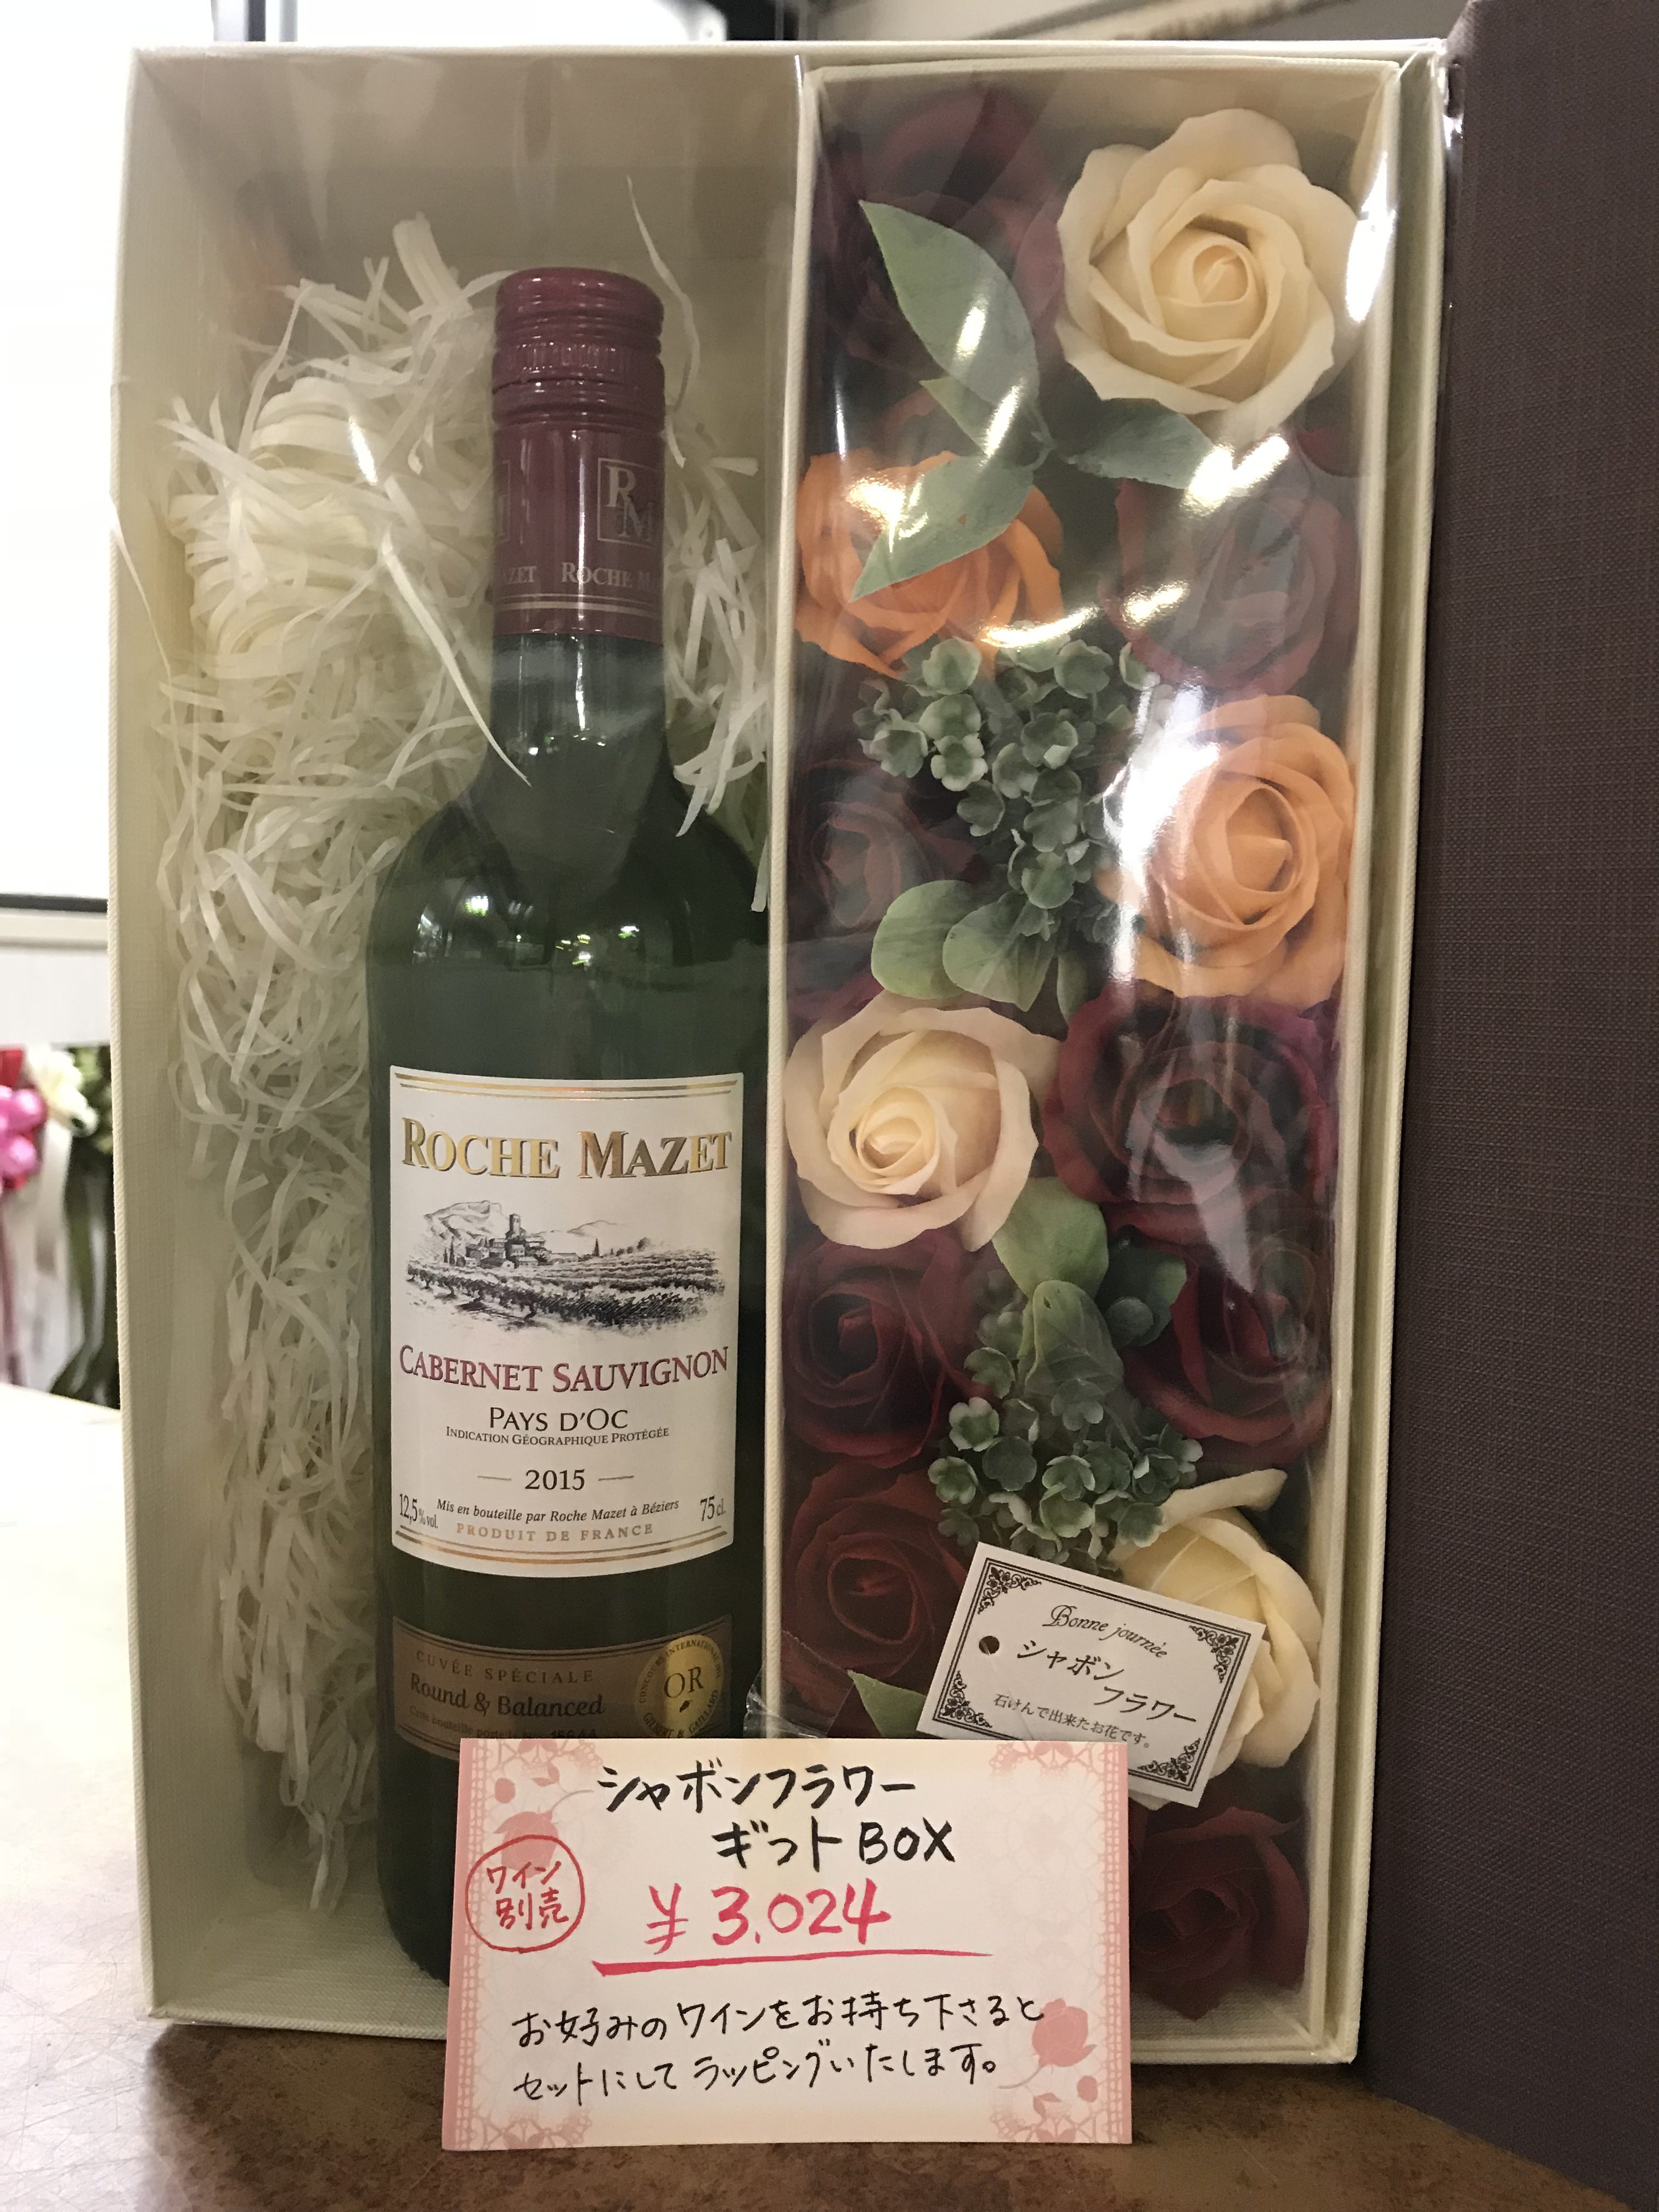 RM
ROCHE
ROCHE MAZET
CABERNET SAUVIGNON
PAYS D'OC
INDICATION GÉOGRAPHIQUE PROTÉGÉE
2015
12,5% vol. Mis en bouteille par Roche Mazet à Béziers 75 cl.
PRODUIT DE FRANCE
CUVÉE SPÉCIALE
Round & Balanced
OR
Bonne journée
シャボン
フラワー
石けんで出来たお花です。
シャボンフラワー
ギフトBOX
ワイン
別売
¥3,024
お好みのワインをお持ち下さると
セットにしてラッピングいたします。